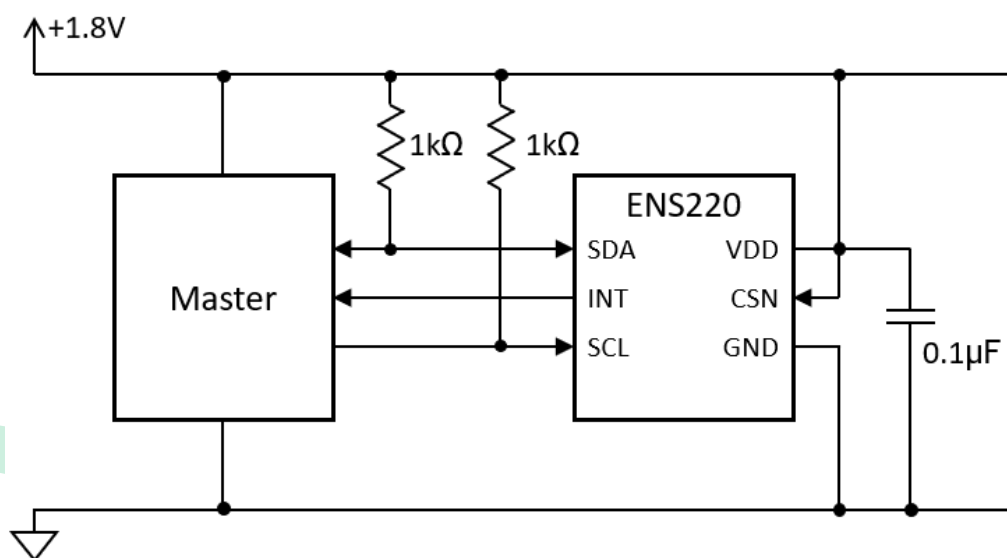 +1.8V
1kΩ
1kΩ
ENS220
SDA
VDD
Master
INT
CSN
SCL
GND
0.1µF